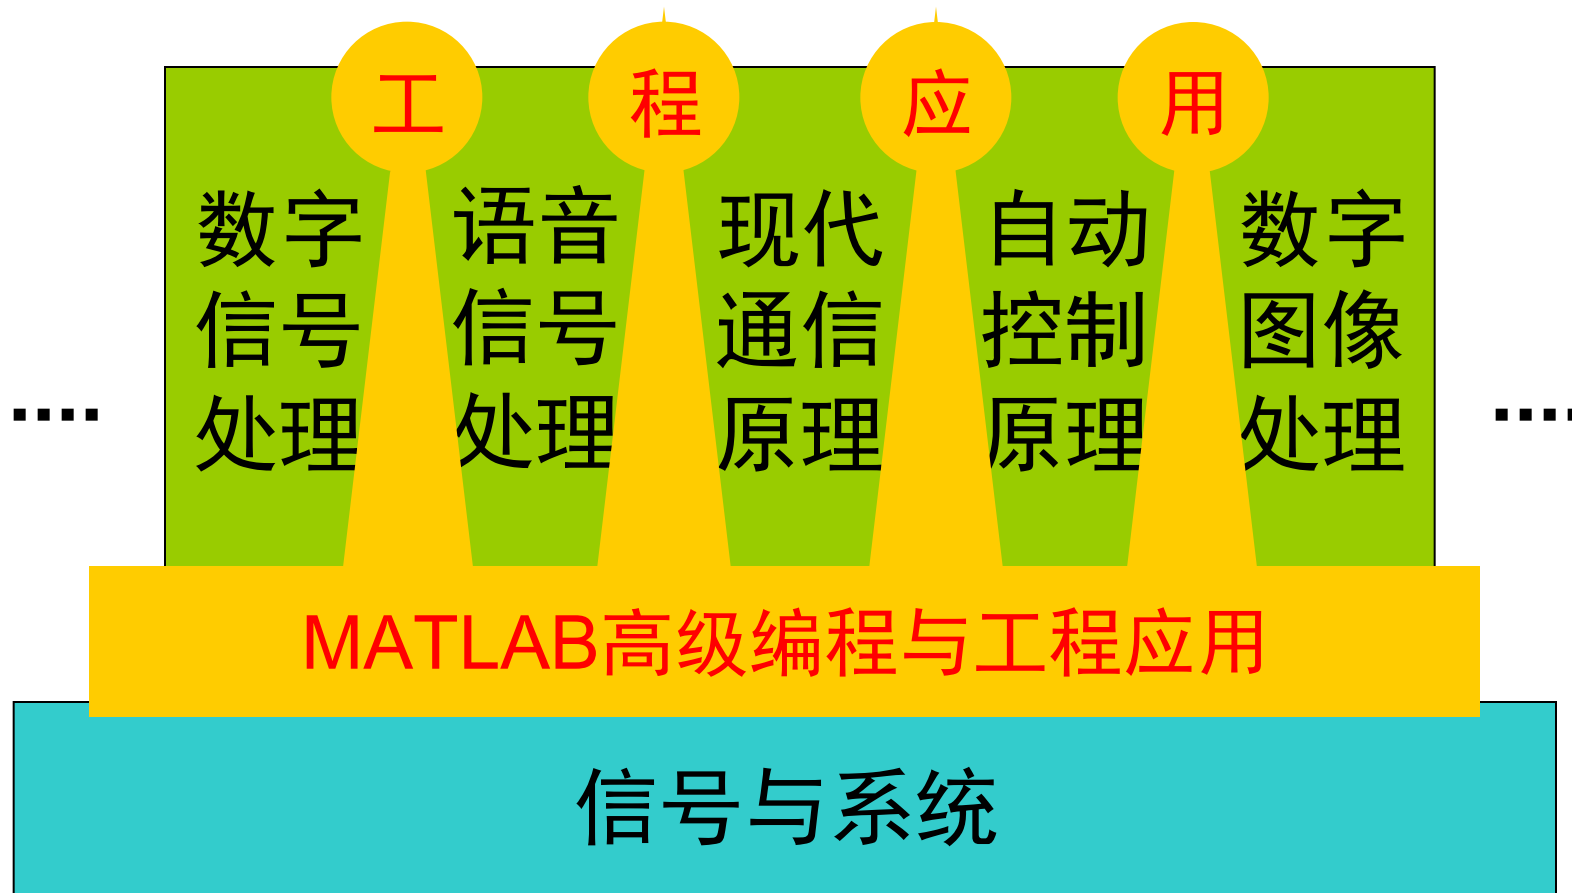 工 程 应 用
数字
信号
处理
语音
信号
处理
现代
通信
原理
自动
控制
原理
数字
图像
处理
....
....
MATLAB高级编程与工程应用
信号与系统